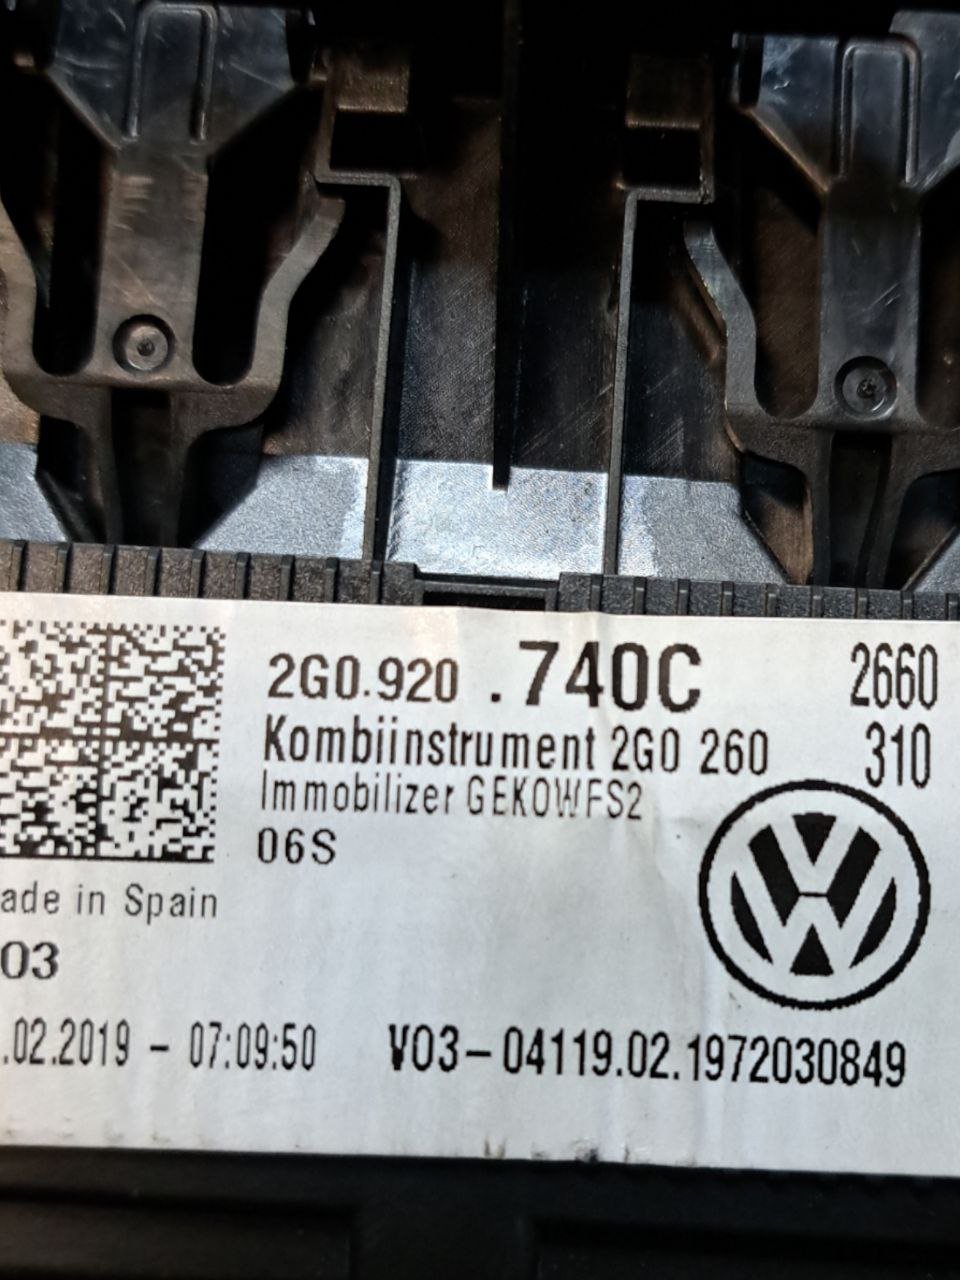 2G0.920 .740C 2660
Kombiinstrument 2G0 260 310
Immobilizer GEKOWFS2
06S
ade in Spain
03
.02.2019 - 07:09:50 V03-04119.02.1972030849